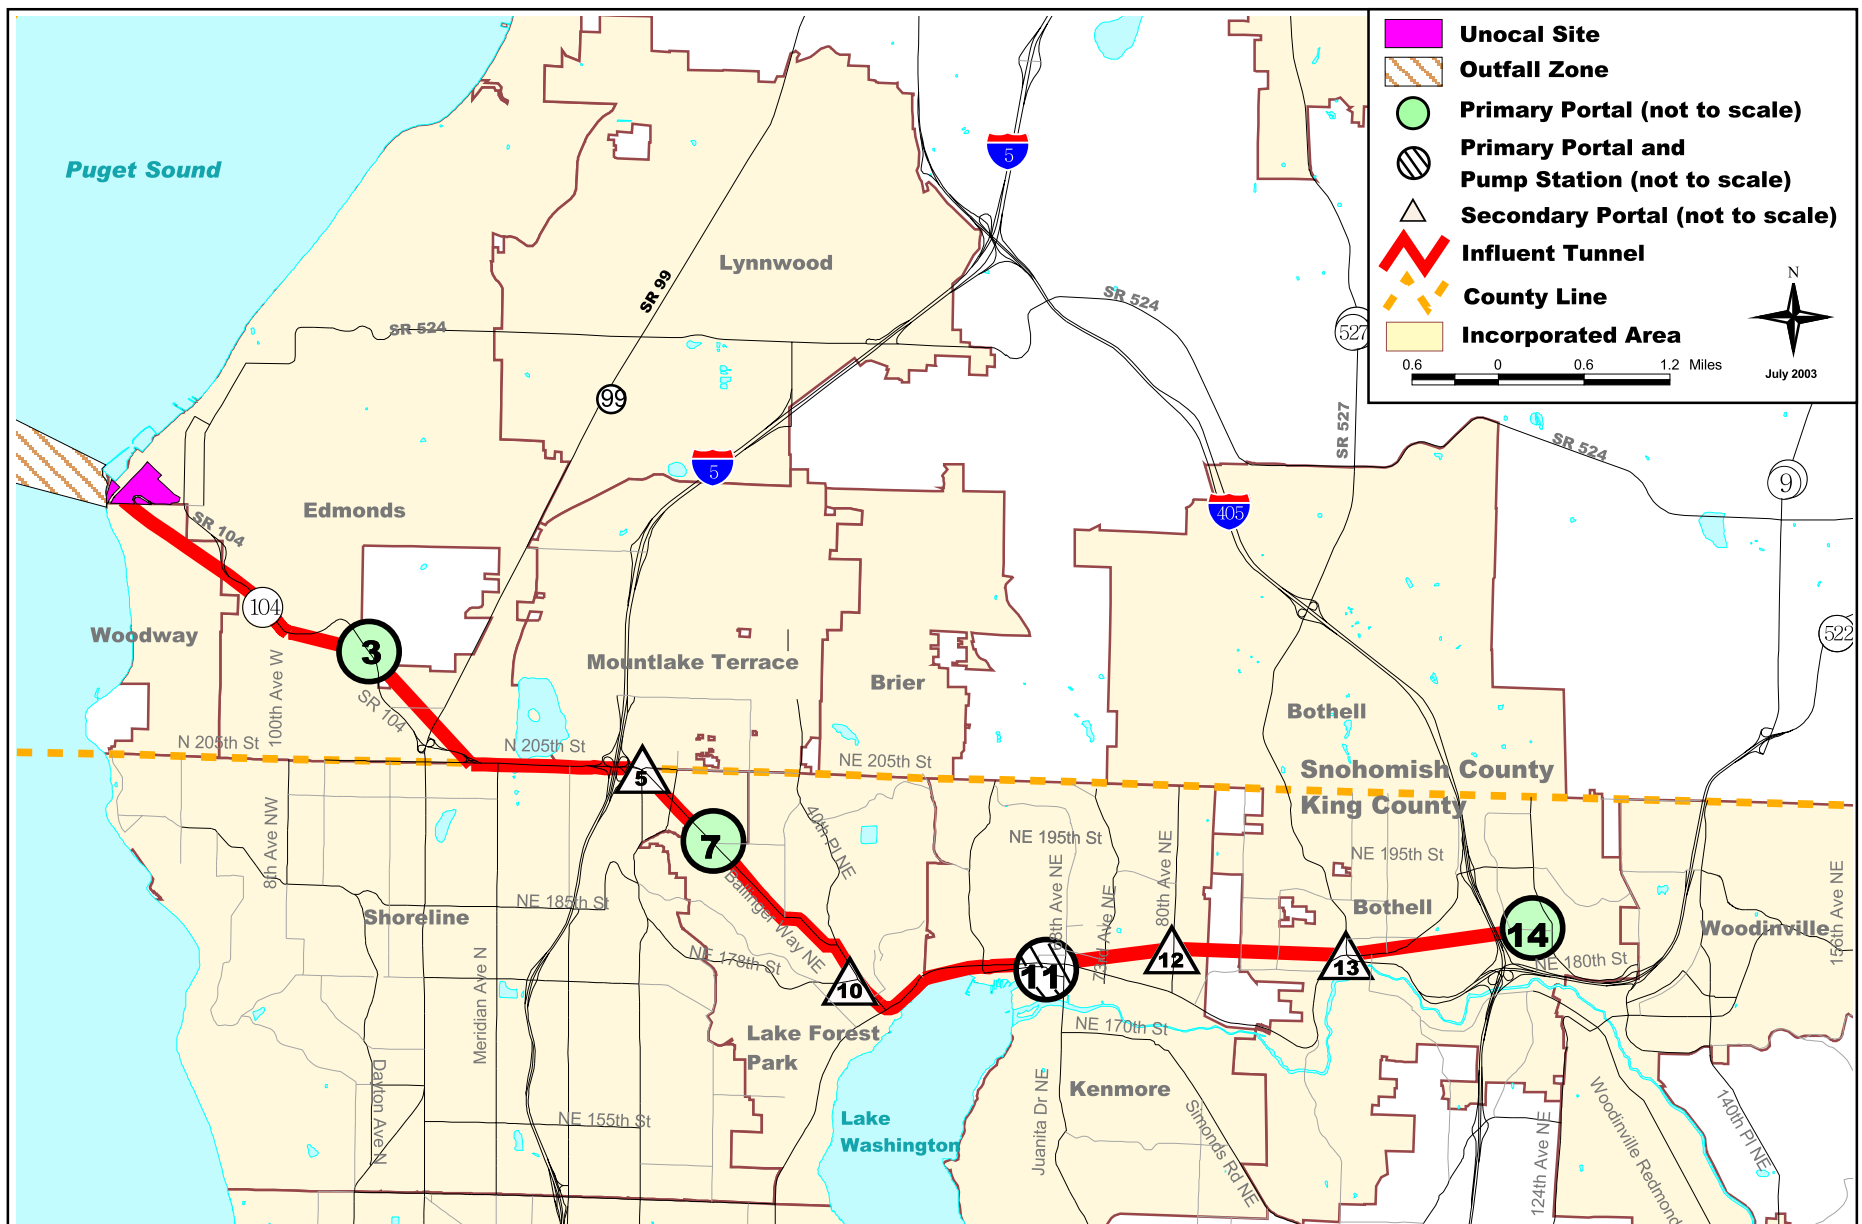 Unocal Site
Outfall Zone
Primary Portal (not to scale)
Primary Portal and
Pump Station (not to scale)
Secondary Portal (not to scale)
Influent Tunnel
County Line
Incorporated Area
N
0.6 0 0.6 1.2 Miles
July 2003
Puget Sound
5
Lynnwood
SR 99
SR 524
SR 524
527
99
SR 527
SR 524
5
9
Edmonds
405
SR 104
104
522
Woodway
3
Mountlake Terrace
100th Ave W
Brier
SR 104
Bothell
N 205th St
N 205th St
NE 205th St
5
Snohomish County
King County
7
40th Pl NE
NE 195th St
NE 195th St
8th Ave NW
68th Ave NE
80th Ave NE
156th Ave NE
Ballinger Way NE
NE 185th St
Shoreline
73rd Ave NE
Bothell
Woodinville
14
NE 178th St
NE 180th St
11
12
13
10
Meridian Ave N
NE 170th St
Lake Forest
Park
Dayton Ave N
Juanita Dr NE
Kenmore
Simonds Rd NE
NE 155th St
Lake
Washington
124th Ave NE
Woodinville Redmond
140th Pl NE